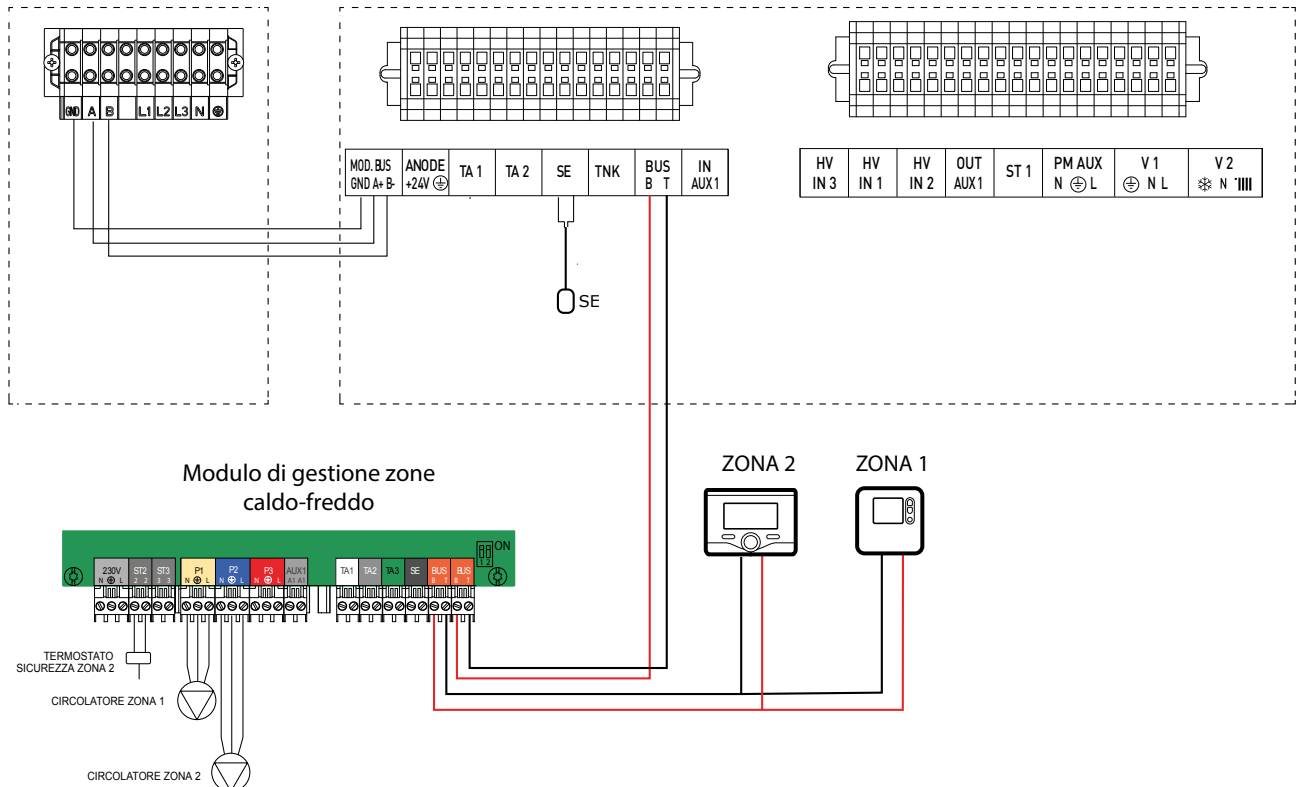 GND A B L1 L2 L3 N
MOD. BUS
GND A+ B-
ANODE
+24V
TA 1
TA 2
SE
TNK
BUS
B T
IN
AUX1
HV
IN 3
HV
IN 1
HV
IN 2
OUT
AUX1
ST 1
PM AUX
N L
V 1
N L
V 2
N
SE
Modulo di gestione zone
caldo-freddo
ZONA 2
ZONA 1
ON
1 2
230V
N L
ST2
2 2
ST3
3 3
P1
N L
P2
N L
P3
N L
AUX1
A1 A1
TA1
TA2
TA3
SE
BUS
B T
BUS
B T
TERMOSTATO
SICUREZZA ZONA 2
CIRCOLATORE ZONA 1
CIRCOLATORE ZONA 2